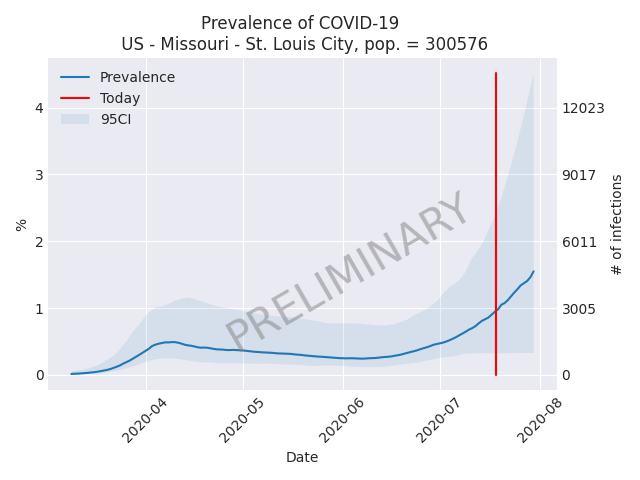 Prevalence of COVID-19
US - Missouri - St. Louis City, pop. = 300576
Prevalence
Today
95CI
4
3
2
1
0
%
12023
9017
6011
3005
0
# of infections
PRELIMINARY
2020-04
2020-05
2020-06
2020-07
2020-08
Date